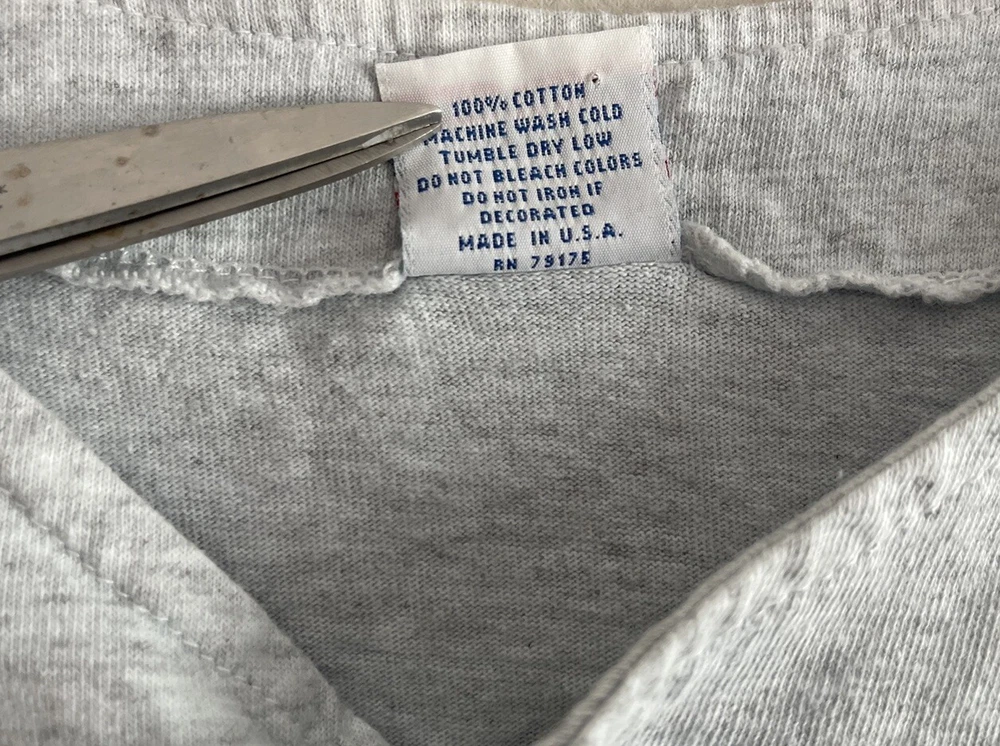 100% COTTON
MACHINE WASH COLD
TUMBLE DRY LOW
DO NOT BLEACH COLORS
DO NOT IRON IF
DECORATED
MADE IN U.S.A.
RN 79175